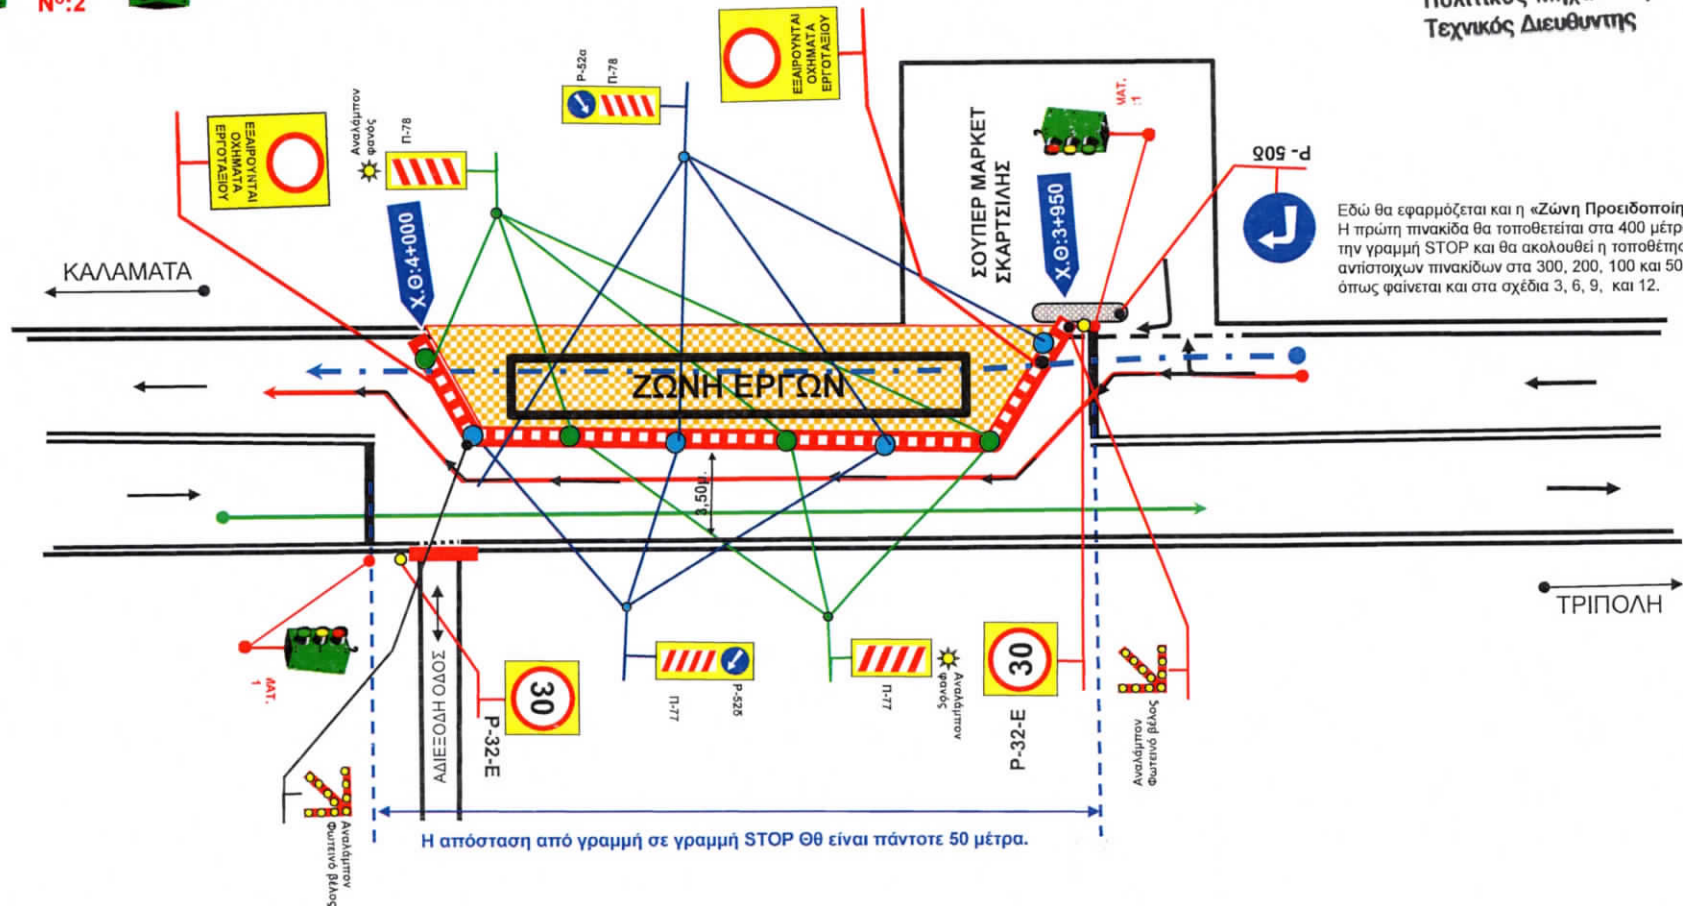 Νο:2
Τεχνικός Διευθυντης
ΕΞΑΙΡΟΥΝΤΑΙ
ΟΧΗΜΑΤΑ
ΕΡΓΟΤΑΞΙΟΥ
Αναλάμπον
φανός
Π-78
Ρ-52α
Π-78
ΕΞΑΙΡΟΥΝΤΑΙ
ΟΧΗΜΑΤΑ
ΕΡΓΟΤΑΞΙΟΥ
ΣΟΥΠΕΡ ΜΑΡΚΕΤ
ΣΚΑΡΤΣΙΛΗΣ
Ρ- 50δ
Χ.Θ:4+000
Χ.Θ:3+950
Εδώ θα εφαρμόζεται και η «Ζώνη
Η πρώτη πινακίδα θα τοποθετείται στα 400
την γραμμή STOP και θα ακολουθεί η
αντίστοιχων πινακίδων στα 300, 200, 100 και 50
όπως φαίνεται και στα σχέδια 3, 6, 9, και 12.
ΚΑΛΑΜΑΤΑ
ΖΩΝΗ ΕΡΓΩΝ
3,50μ.
ΤΡΙΠΟΛΗ
ΑΔΙΕΞΟΔΗ ΟΔΟΣ
30
Ρ-32-Ε
Π-77
Ρ-52δ
Π-77
Αναλάμπον
φανός
30
Ρ-32-Ε
Αναλάμπον
Φωτεινό βέλος
Αναλάμπον
Φωτεινό βέλος
Η απόσταση από γραμμή σε γραμμή STOP Θθ είναι πάντοτε 50 μέτρα.